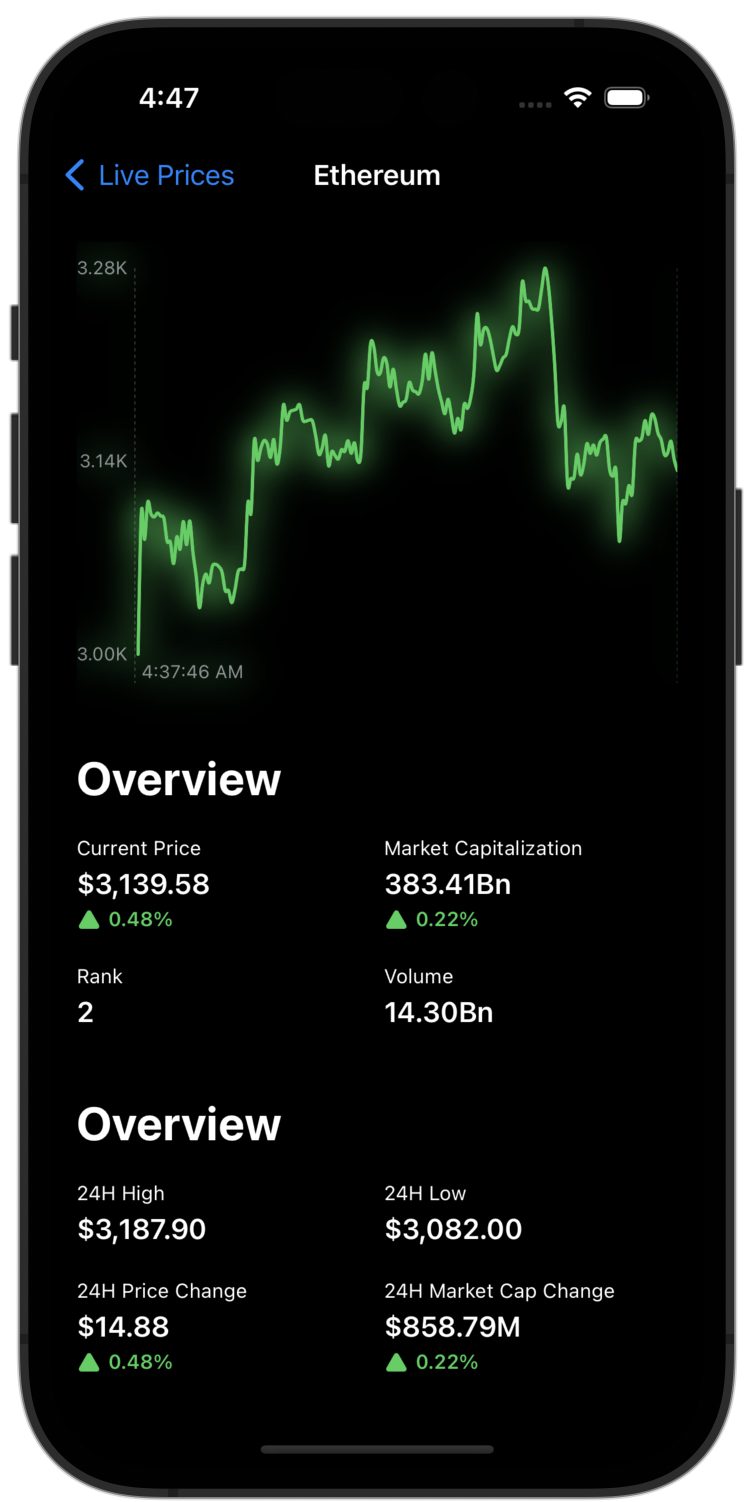 4:47
Live Prices
Ethereum
3.28K
3.14K
3.00K
4:37:46 AM
Overview
Current Price
Market Capitalization
$3,139.58
383.41Bn
0.48%
0.22%
Rank
Volume
2
14.30Bn
Overview
24H High
24H Low
$3,187.90
$3,082.00
24H Price Change
24H Market Cap Change
$14.88
$858.79M
0.48%
0.22%